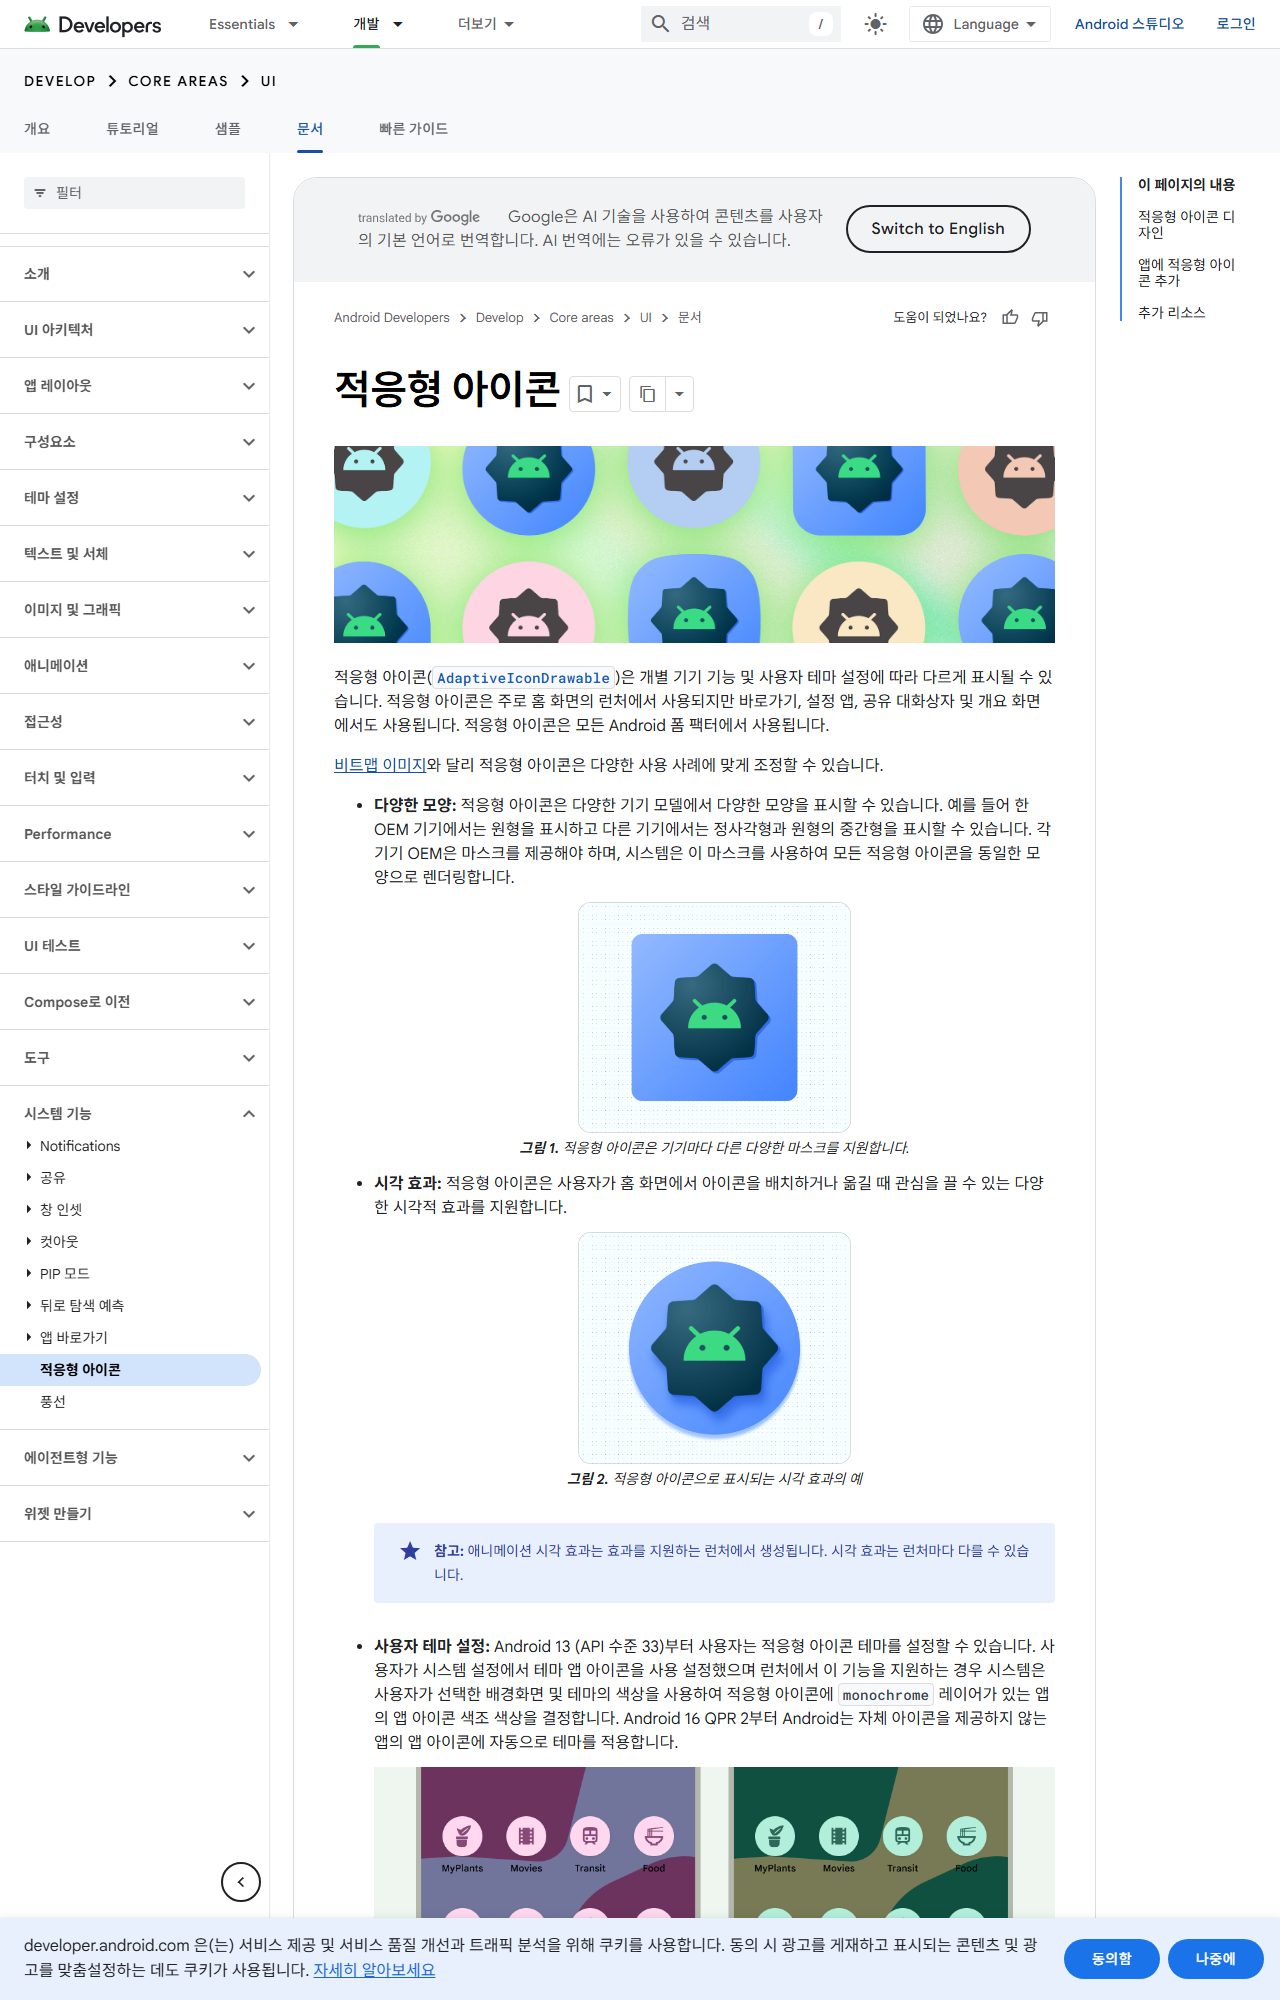 Developers
Essentials
개발
더보기
검색
/
Language
Android 스튜디오
로그인
DEVELOP > CORE AREAS > UI
개요
튜토리얼
샘플
문서
빠른 가이드
필터
소개
UI 아키텍처
앱 레이아웃
구성요소
테마 설정
텍스트 및 서체
이미지 및 그래픽
애니메이션
접근성
터치 및 입력
Performance
스타일 가이드라인
UI 테스트
Compose로 이전
도구
시스템 기능
Notifications
공유
창 인셋
컷아웃
PIP 모드
뒤로 탐색 예측
앱 바로가기
적응형 아이콘
풍선
에이전트형 기능
위젯 만들기
translated by Google Google은 AI 기술을 사용하여 콘텐츠를 사용자
의 기본 언어로 번역합니다. AI 번역에는 오류가 있을 수 있습니다.
Switch to English
Android Developers > Develop > Core areas > UI > 문서
도움이 되었나요?
적응형 아이콘
적응형 아이콘(AdaptiveIconDrawable)은 개별 기기 기능 및 사용자 테마 설정에 따라 다르게 표시될 수 있
습니다. 적응형 아이콘은 주로 홈 화면의 런처에서 사용되지만 바로가기, 설정 앱, 공유 대화상자 및 개요 화면
에서도 사용됩니다. 적응형 아이콘은 모든 Android 폼 팩터에서 사용됩니다.
비트맵 이미지와 달리 적응형 아이콘은 다양한 사용 사례에 맞게 조정할 수 있습니다.
• 다양한 모양: 적응형 아이콘은 다양한 기기 모델에서 다양한 모양을 표시할 수 있습니다. 예를 들어 한
OEM 기기에서는 원형을 표시하고 다른 기기에서는 정사각형과 원형의 중간형을 표시할 수 있습니다. 각
기기 OEM은 마스크를 제공해야 하며, 시스템은 이 마스크를 사용하여 모든 적응형 아이콘을 동일한 모
양으로 렌더링합니다.
그림 1. 적응형 아이콘은 기기마다 다른 다양한 마스크를 지원합니다.
• 시각 효과: 적응형 아이콘은 사용자가 홈 화면에서 아이콘을 배치하거나 옮길 때 관심을 끌 수 있는 다양
한 시각적 효과를 지원합니다.
그림 2. 적응형 아이콘으로 표시되는 시각 효과의 예
참고: 애니메이션 시각 효과는 효과를 지원하는 런처에서 생성됩니다. 시각 효과는 런처마다 다를 수 있습
니다.
• 사용자 테마 설정: Android 13 (API 수준 33)부터 사용자는 적응형 아이콘 테마를 설정할 수 있습니다. 사
용자가 시스템 설정에서 테마 앱 아이콘을 사용 설정했으며 런처에서 이 기능을 지원하는 경우 시스템은
사용자가 선택한 배경화면 및 테마의 색상을 사용하여 적응형 아이콘에 monochrome 레이어가 있는 앱
의 앱 아이콘 색조 색상을 결정합니다. Android 16 QPR 2부터 Android는 자체 아이콘을 제공하지 않는
앱의 앱 아이콘에 자동으로 테마를 적용합니다.
MyPlants Movies Transit Food
MyPlants Movies Transit Food
이 페이지의 내용
적응형 아이콘 디
자인
앱에 적응형 아이
콘 추가
추가 리소스
developer.android.com 은(는) 서비스 제공 및 서비스 품질 개선과 트래픽 분석을 위해 쿠키를 사용합니다. 동의 시 광고를 게재하고 표시되는 콘텐츠 및 광
고를 맞춤설정하는 데도 쿠키가 사용됩니다. 자세히 알아보세요
동의함
나중에